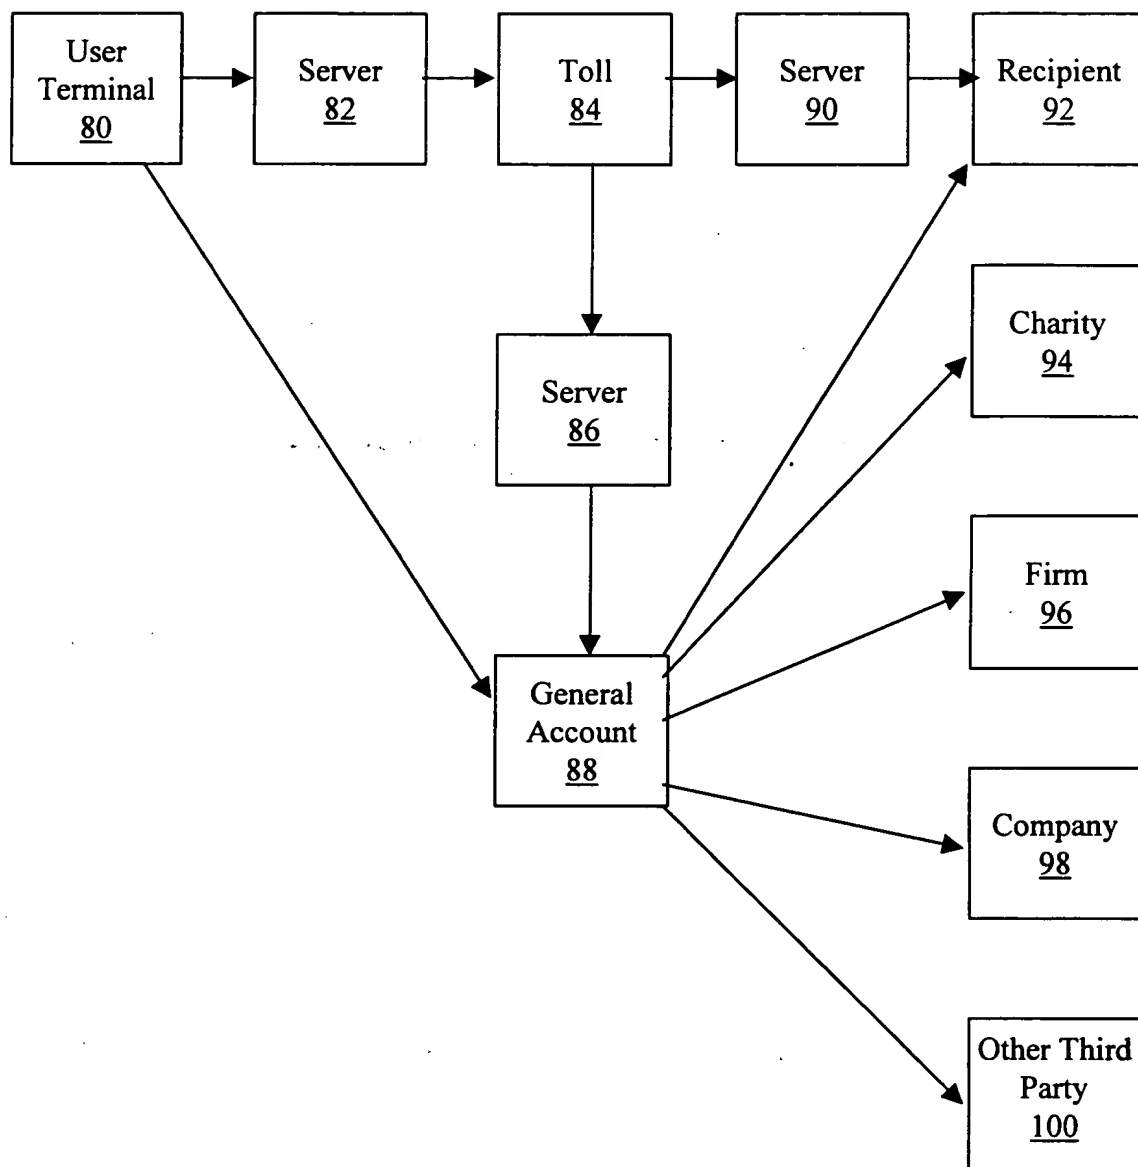 User
Terminal
80
Server
82
Toll
84
Server
90
Recipient
92
Charity
94
Server
86
Firm
96
General
Account
88
Company
98
Other Third
Party
100